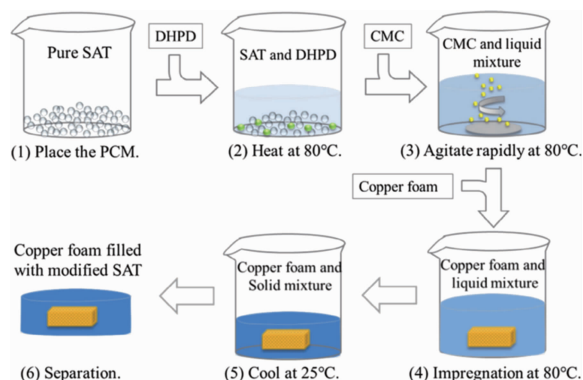 Pure SAT
DHPD
SAT and DHPD
CMC
CMC and liquid
mixture
(1) Place the PCM.
(2) Heat at 80℃.
(3) Agitate rapidly at 80℃.
Copper foam
Copper foam filled
with modified SAT
Copper foam and
Solid mixture
Copper foam and
liquid mixture
(6) Separation.
(5) Cool at 25℃.
(4) Impregnation at 80℃.